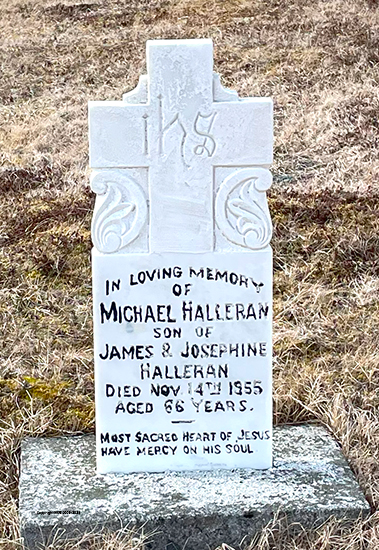 ihs
IN LOVING MEMORY
OF
MICHAEL HALLERAN
SON OF
JAMES & JOSEPHINE
HALLERAN
DIED NOV. 14TH 1955
AGED 66 YEARS.
MOST SACRED HEART OF JESUS
HAVE MERCY ON HIS SOUL